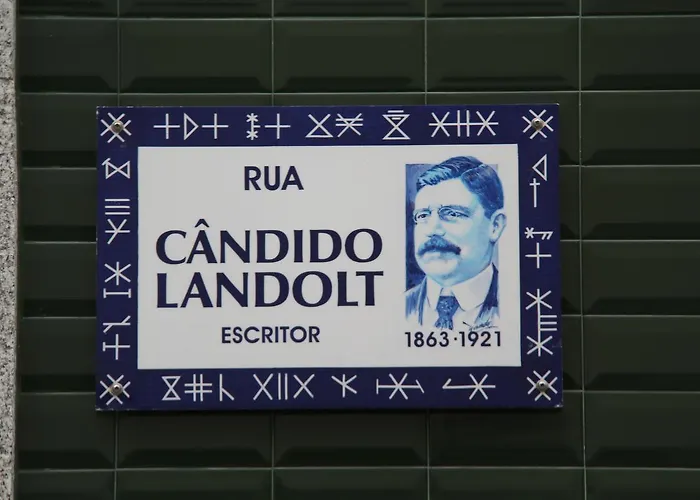 RUA
CÂNDIDO
LANDOLT
ESCRITOR
1863·1921